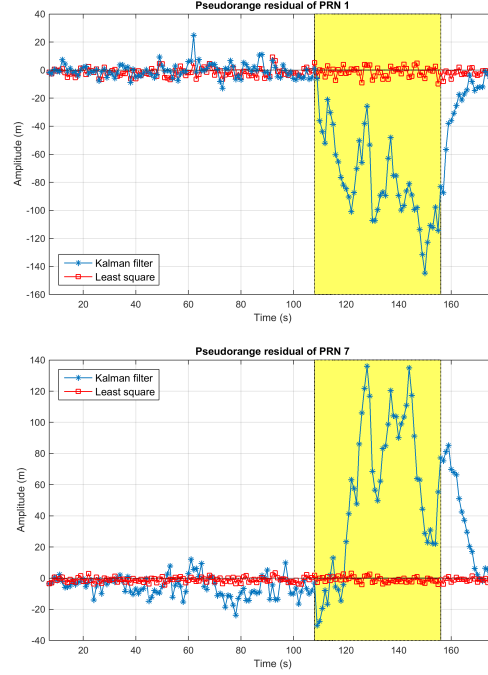 Pseudorange residual of PRN 1
40
20
0
-20
-40
-60
-80
-100
-120
-140
-160
Amplitude (m)
Kalman filter
Least square
20 40 60 80 100 120 140 160
Time (s)
Pseudorange residual of PRN 7
140
120
100
80
60
40
20
0
-20
-40
Amplitude (m)
Kalman filter
Least square
20 40 60 80 100 120 140 160
Time (s)